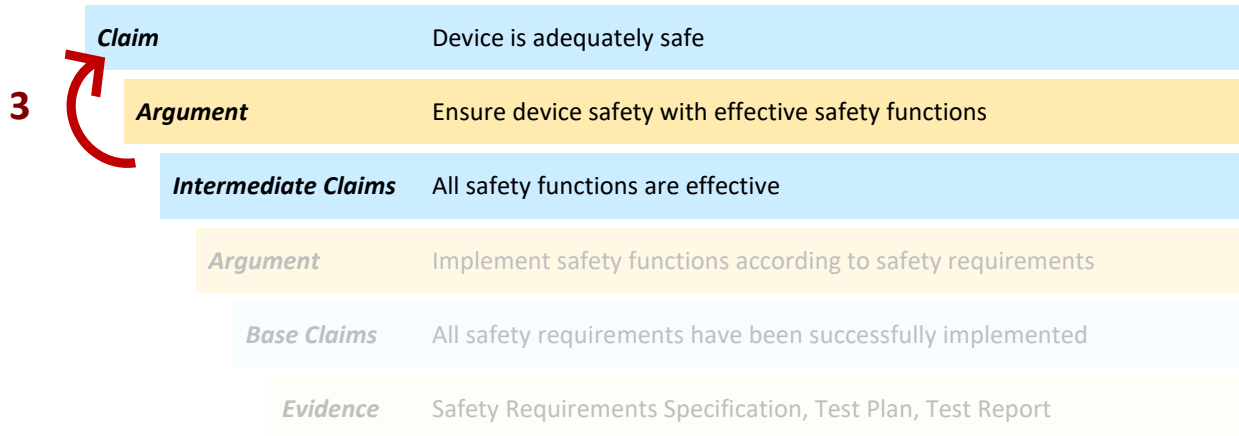 Claim Device is adequately safe
3
Argument Ensure device safety with effective safety functions
Intermediate Claims All safety functions are effective
Argument Implement safety functions according to safety requirements
Base Claims All safety requirements have been successfully implemented
Evidence Safety Requirements Specification, Test Plan, Test Report